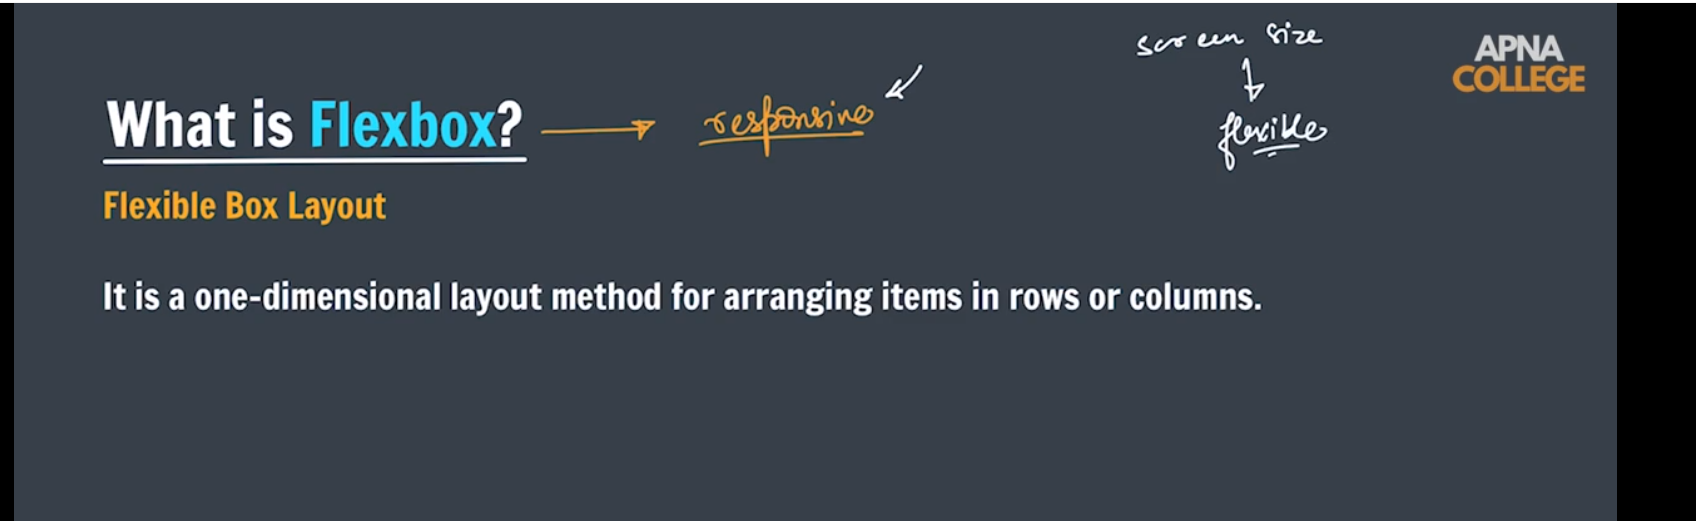 screen size
APNA
COLLEGE
What is Flexbox? responsive
flexible
Flexible Box Layout
It is a one-dimensional layout method for arranging items in rows or columns.